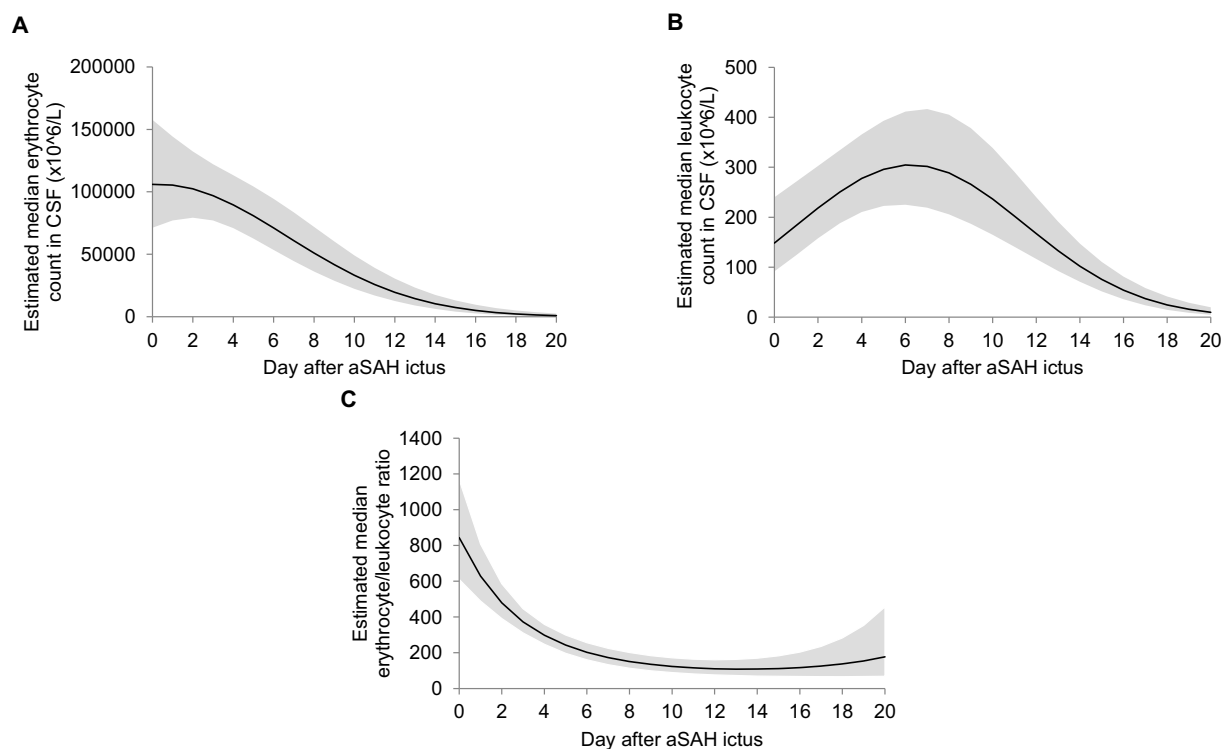 A
Estimated median erythrocyte
count in CSF (x10^6/L)
200000
150000
100000
50000
0
0 2 4 6 8 10 12 14 16 18 20
Day after aSAH ictus
B
Estimated median leukocyte
count in CSF (x10^6/L)
500
400
300
200
100
0
0 2 4 6 8 10 12 14 16 18 20
Day after aSAH ictus
C
Estimated median
erythrocyte/leukocyte ratio
1400
1200
1000
800
600
400
200
0
0 2 4 6 8 10 12 14 16 18 20
Day after aSAH ictus